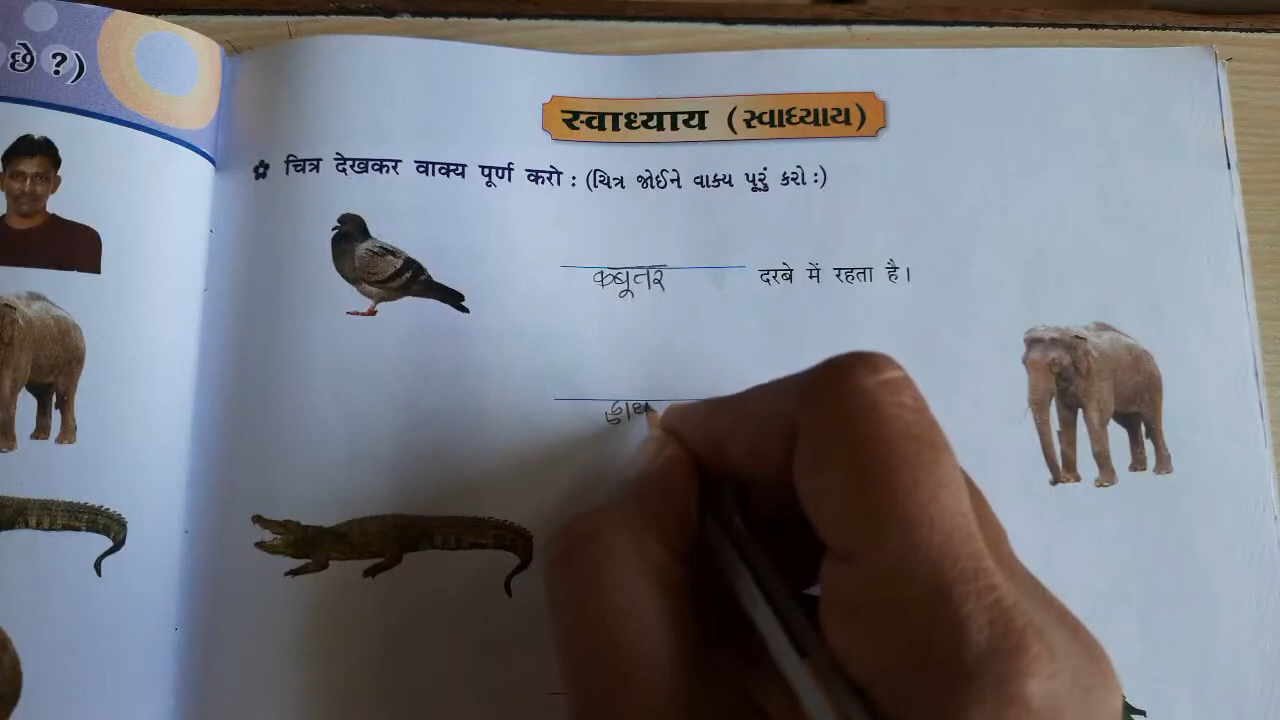 છે ?)
स्वाध्याय (સ્વાધ્યાય)
चित्र देखकर वाक्य पूर्ण करो : (ચિત્ર જોઈને વાક્ય પૂરું કરો :)
कबूतर दरबे में रहता है।
हाथ